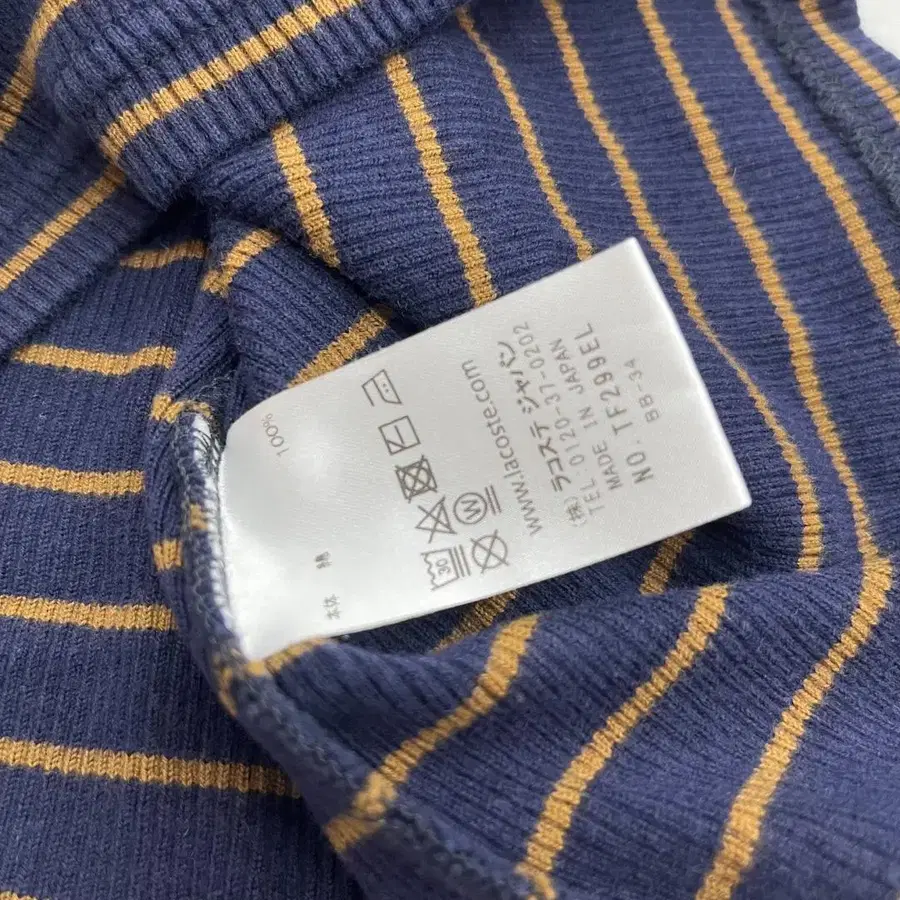 本体 綿 100%
30
W
www.lacoste.com
(株)ラコステ ジャパン
TEL 0120-37-0202
MADE IN JAPAN
NO. TF299EL
BB-34